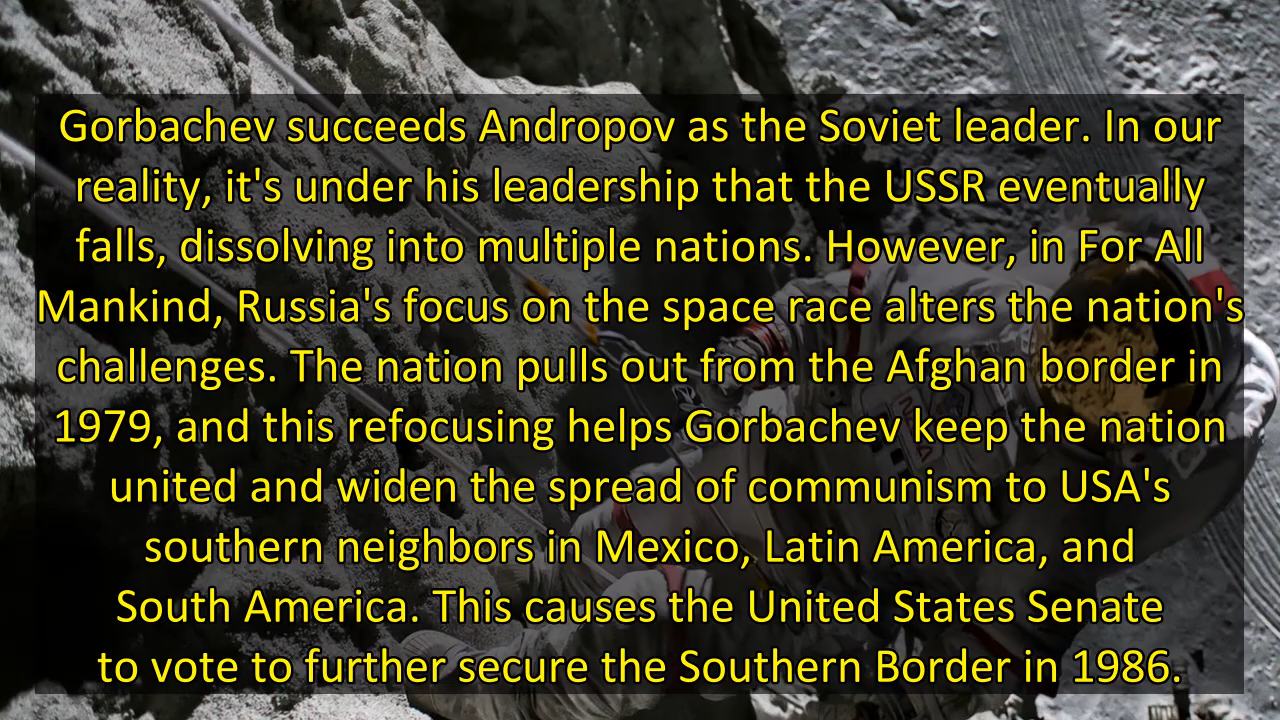 Gorbachev succeeds Andropov as the Soviet leader. In our
reality, it's under his leadership that the USSR eventually
falls, dissolving into multiple nations. However, in For All
Mankind, Russia's focus on the space race alters the nation's
challenges. The nation pulls out from the Afghan border in
1979, and this refocusing helps Gorbachev keep the nation
united and widen the spread of communism to USA's
southern neighbors in Mexico, Latin America, and
South America. This causes the United States Senate
to vote to further secure the Southern Border in 1986.